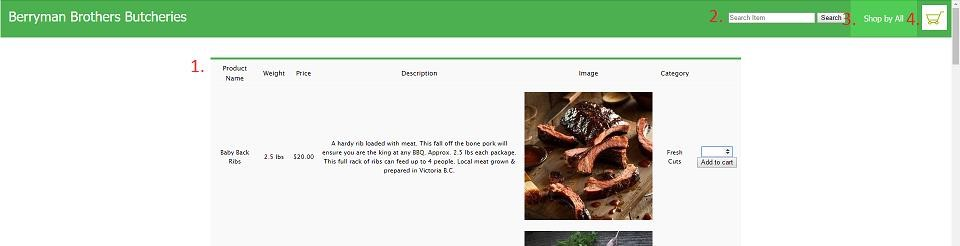 Berryman Brothers Butcheries
2.
Search Item
Search
3.
Shop by All
4.
1.
Product
Name
Weight
Price
Description
Image
Category
Baby Back
Ribs
2.5 lbs
$20.00
A hardy rib loaded with meat. This fall off the bone pork will
ensure you are the king at any BBQ. Approx. 2.5 lbs each package.
This full rack of ribs can feed up to 4 people. Local meat grown &
prepared in Victoria B.C.
Fresh
Cuts
Add to cart